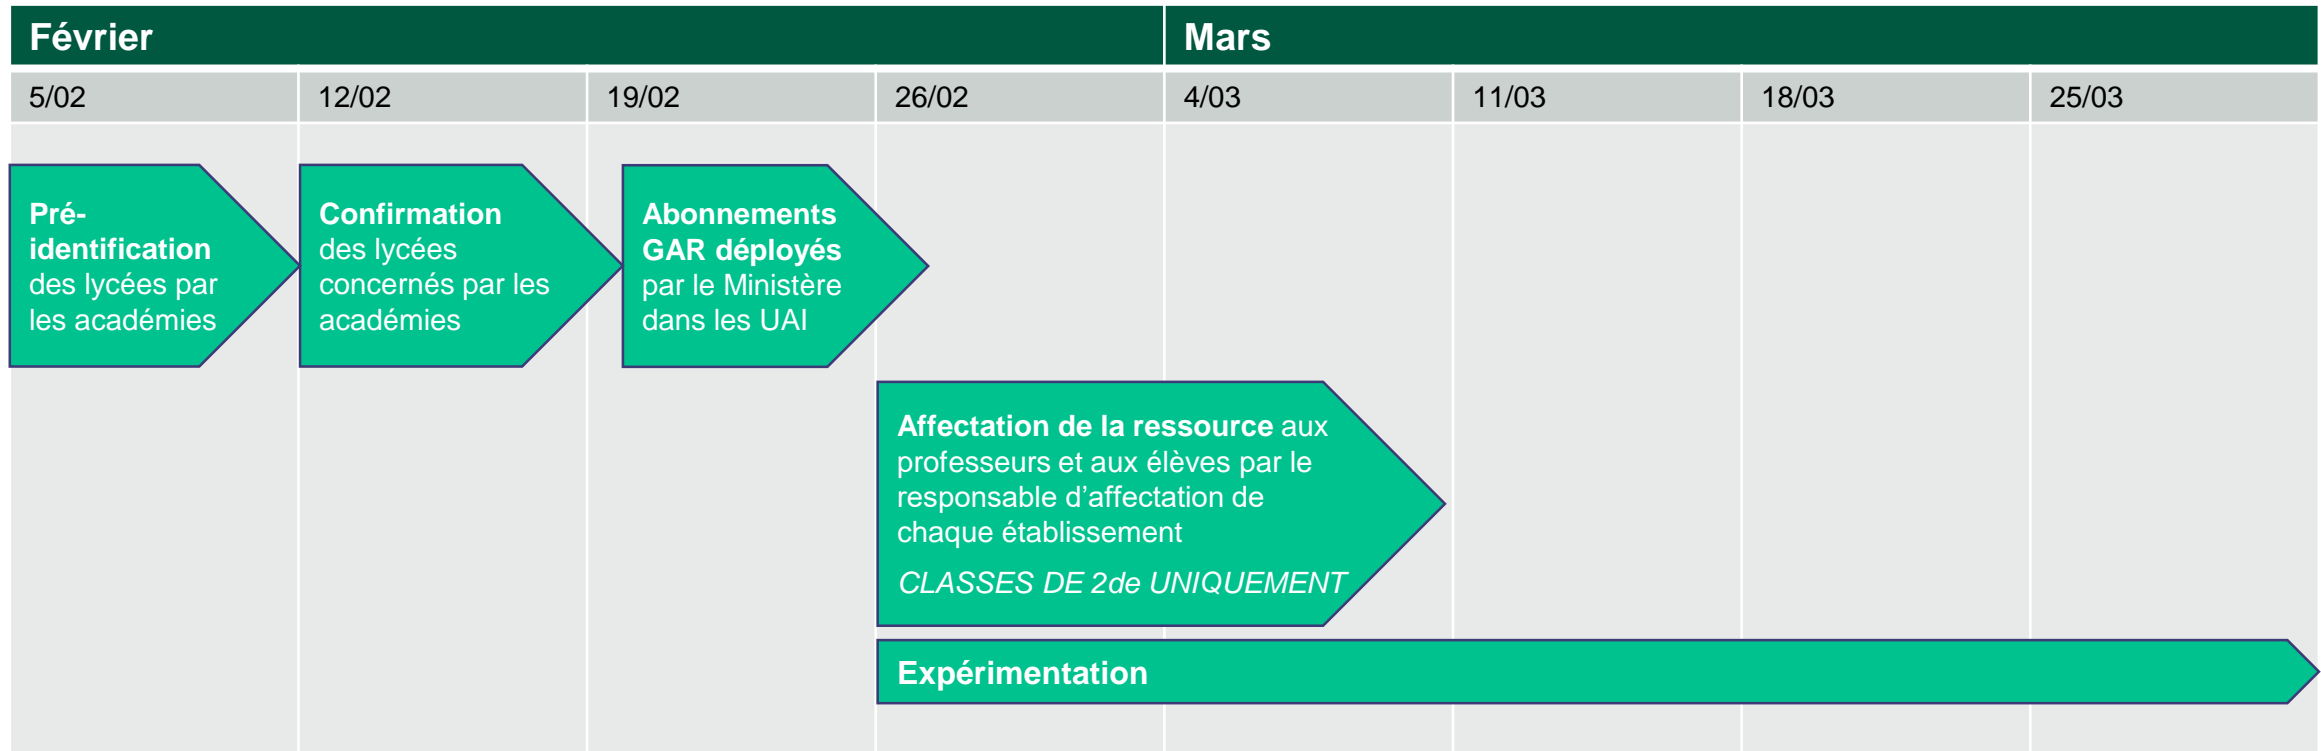 Février
Mars
5/02
12/02
19/02
26/02
4/03
11/03
18/03
25/03
Pré-
identification
des lycées par
les académies
Confirmation
des lycées
concernés par les
académies
Abonnements
GAR déployés
par le Ministère
dans les UAI
Affectation de la ressource aux
professeurs et aux élèves par le
responsable d’affectation de
chaque établissement
CLASSES DE 2de UNIQUEMENT
Expérimentation